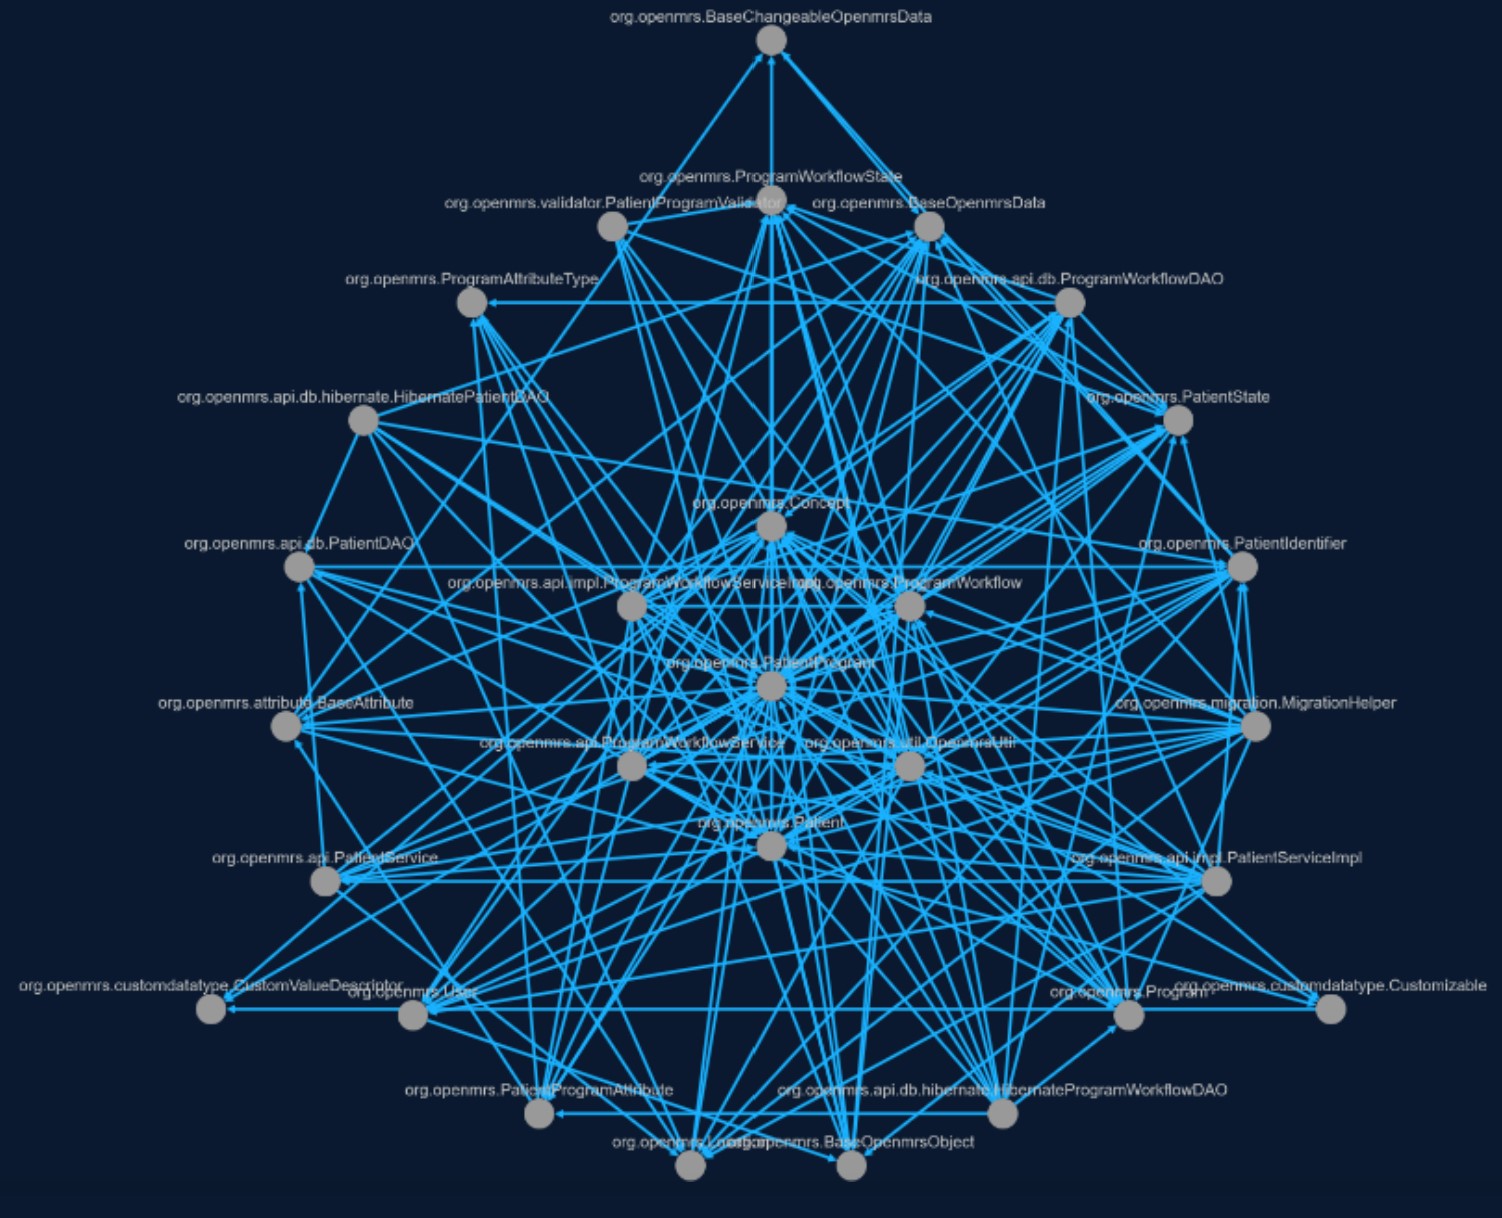 org.openmrs.BaseChangeableOpenmrsData
org.openmrs.ProgramWorkflowState
org.openmrs.validator.PatientProgramValidator
org.openmrs.BaseOpenmrsData
org.openmrs.ProgramAttributeType
org.openmrs.api.db.ProgramWorkflowDAO
org.openmrs.api.db.hibernate.HibernatePatientDAO
org.openmrs.PatientState
org.openmrs.Concept
org.openmrs.api.db.PatientDAO
org.openmrs.PatientIdentifier
org.openmrs.api.impl.ProgramWorkflowServiceImpl
org.openmrs.ProgramWorkflow
org.openmrs.PatientProgram
org.openmrs.attribute.BaseAttribute
org.openmrs.migration.MigrationHelper
org.openmrs.api.ProgramWorkflowService
org.openmrs.util.OpenmrsUtil
org.openmrs.Patient
org.openmrs.api.PatientService
org.openmrs.api.impl.PatientServiceImpl
org.openmrs.customdatatype.CustomValueDescriptor
org.openmrs.User
org.openmrs.Program
org.openmrs.customdatatype.Customizable
org.openmrs.PatientProgramAttribute
org.openmrs.api.db.hibernate.HibernateProgramWorkflowDAO
org.openmrs.Location
org.openmrs.BaseOpenmrsObject